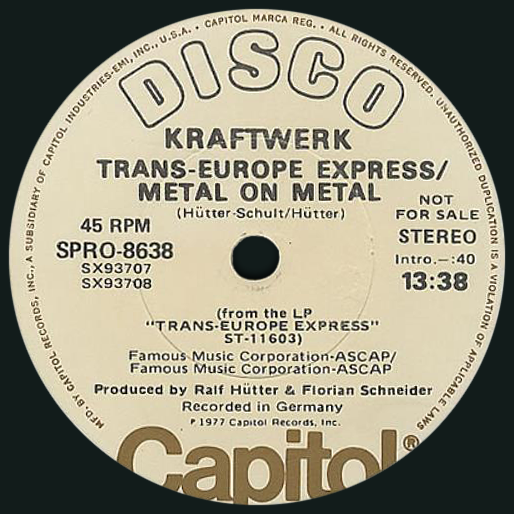 MFD. BY CAPITOL RECORDS, INC., A SUBSIDIARY OF CAPITOL INDUSTRIES-EMI, INC., U.S.A. • CAPITOL MARCA REG. • ALL RIGHTS RESERVED. UNAUTHORIZED DUPLICATION IS A VIOLATION OF APPLICABLE LAWS
DISCO
KRAFTWERK
TRANS-EUROPE EXPRESS/
METAL ON METAL
(Hütter-Schult/Hütter)
45 RPM
SPRO-8638
SX93707
SX93708
NOT
FOR SALE
STEREO
Intro.—:40
13:38
(from the LP
"TRANS-EUROPE EXPRESS"
ST-11603)
Famous Music Corporation-ASCAP/
Famous Music Corporation-ASCAP
Produced by Ralf Hütter & Florian Schneider
Recorded in Germany
℗ 1977 Capitol Records, Inc.
Capitol®